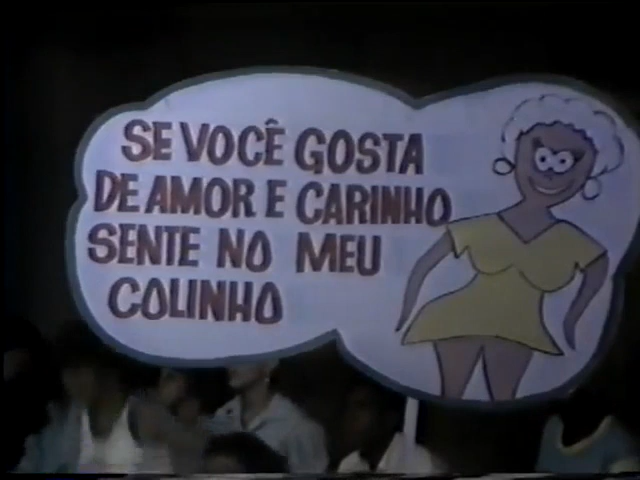 SE VOCÊ GOSTA
DE AMOR E CARINHO
SENTE NO MEU
COLINHO